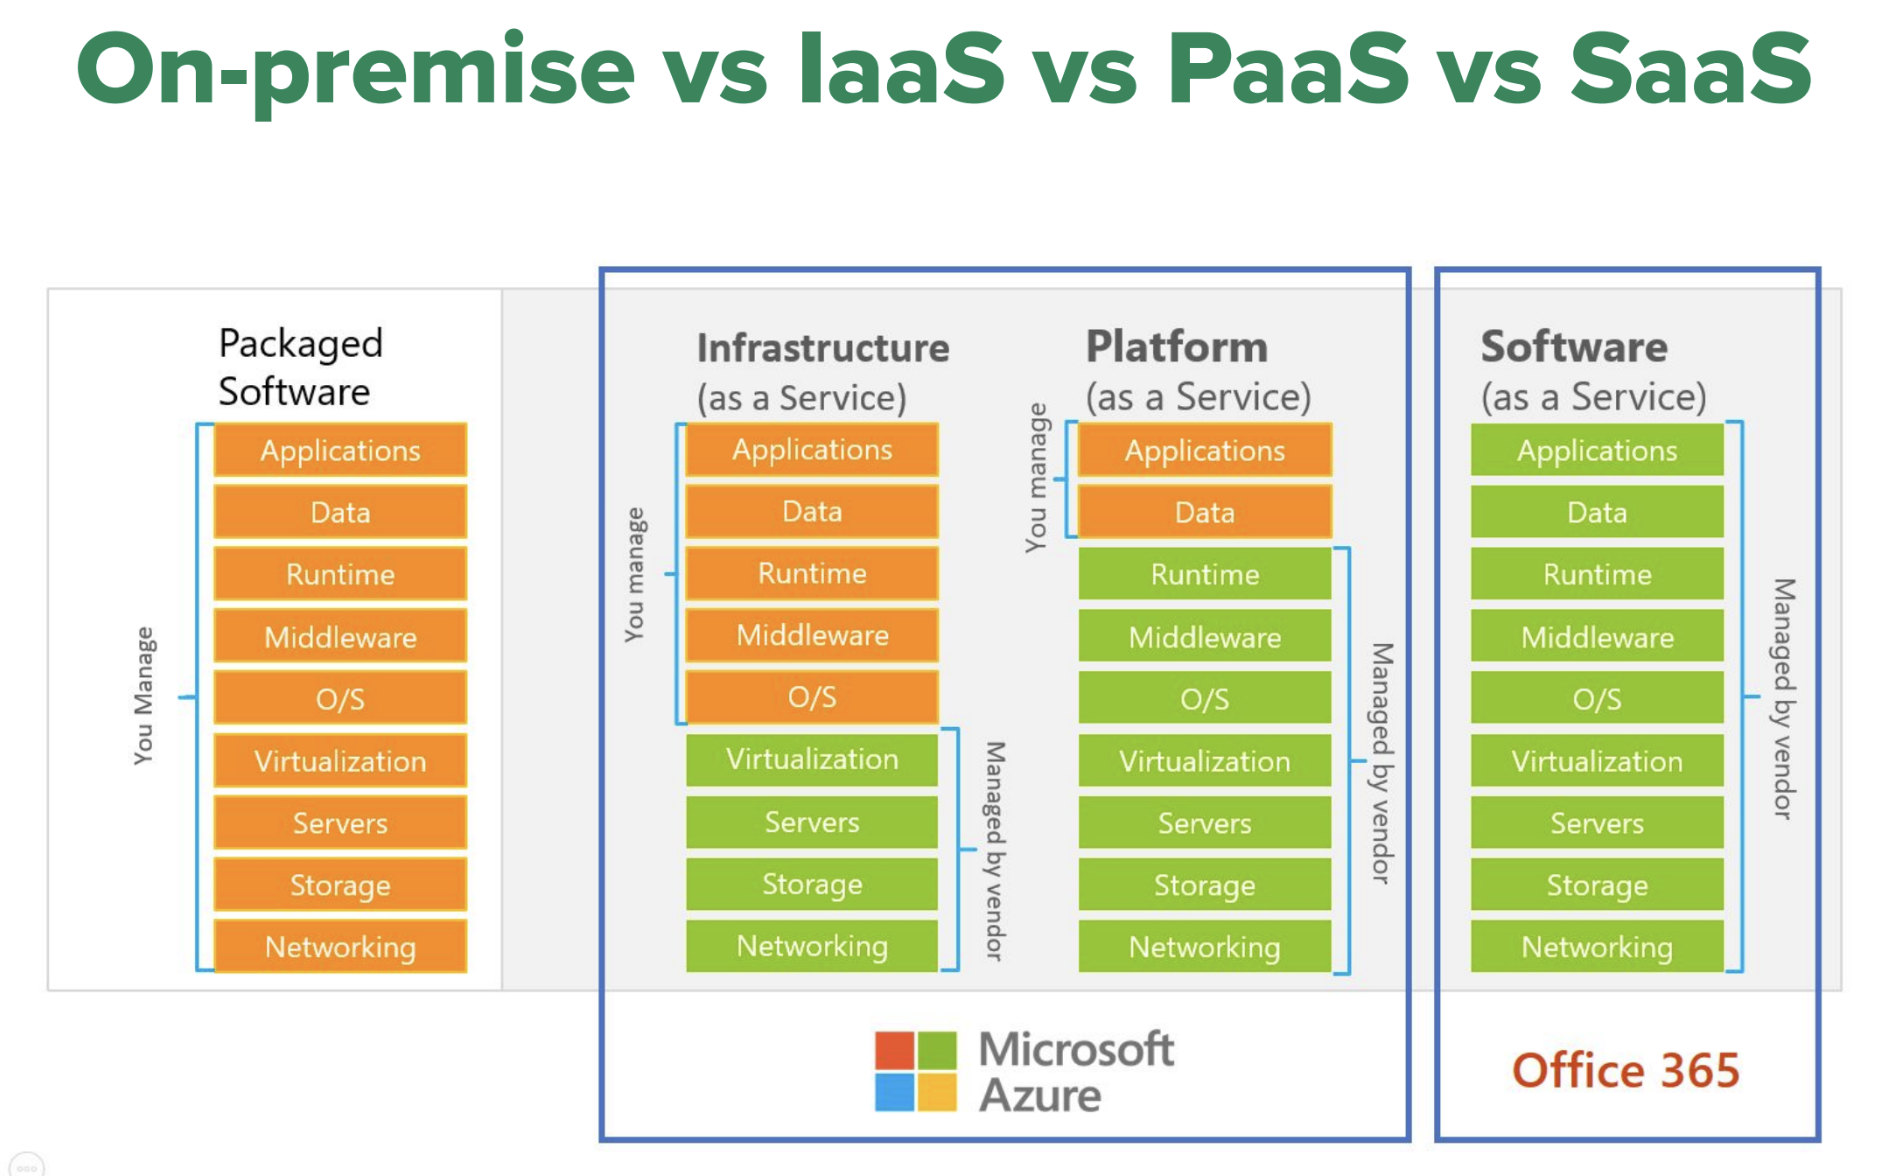 On-premise vs IaaS vs PaaS vs SaaS
Packaged
Software
You Manage
Applications
Data
Runtime
Middleware
O/S
Virtualization
Servers
Storage
Networking
Infrastructure
(as a Service)
You manage
Applications
Data
Runtime
Middleware
O/S
Virtualization
Servers
Storage
Networking
Managed by vendor
Platform
(as a Service)
You manage
Applications
Data
Runtime
Middleware
O/S
Virtualization
Servers
Storage
Networking
Managed by vendor
Software
(as a Service)
Applications
Data
Runtime
Middleware
O/S
Virtualization
Servers
Storage
Networking
Managed by vendor
Microsoft
Azure
Office 365